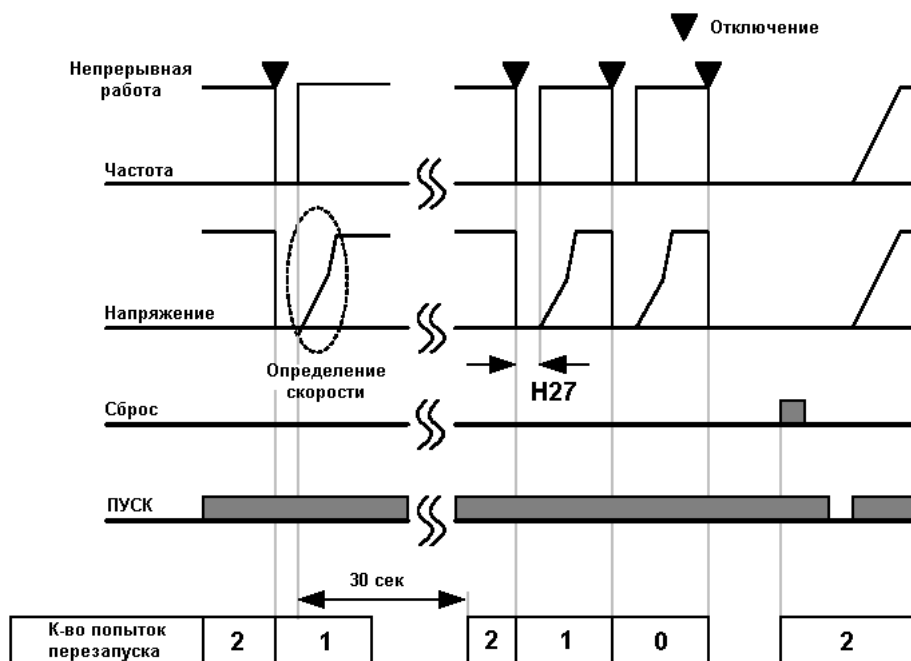 Отключение
Непрерывная
работа
Частота
Напряжение
Определение
скорости
H27
Сброс
ПУСК
30 сек
К-во попыток
перезапуска
2 1 2 1 0 2